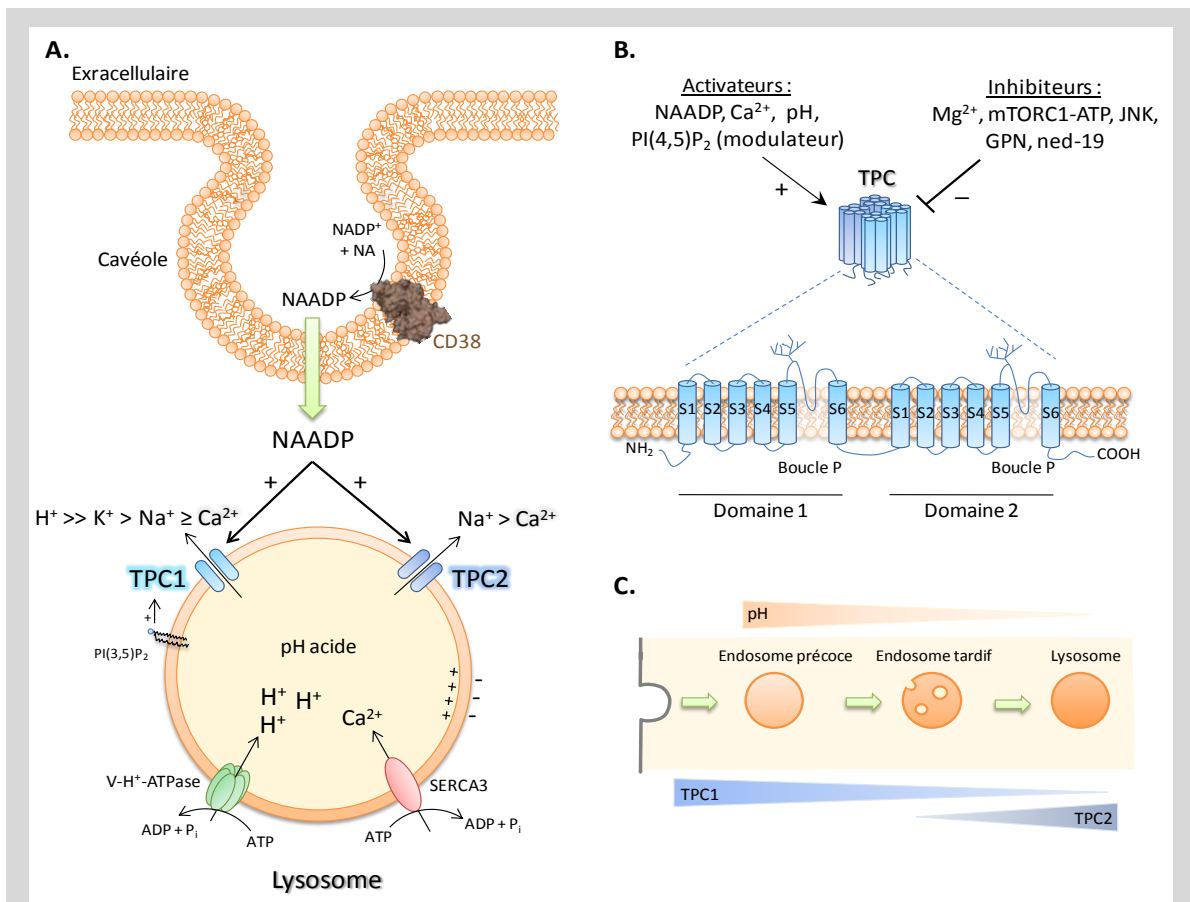 A.
Exracellulaire
Cavéole
NADP⁺
+ NA
NAADP
CD38
NAADP
+ +
H⁺ >> K⁺ > Na⁺ ≥ Ca²⁺
Na⁺ > Ca²⁺
TPC1
TPC2
+
PI(3,5)P₂
pH acide
H⁺
H⁺
H⁺
Ca²⁺
+ −
+ −
+ −
+ −
V-H⁺-ATPase
SERCA3
ADP + Pᵢ
ATP
ATP
ADP + Pᵢ
Lysosome
B.
Activateurs :
NAADP, Ca²⁺, pH,
PI(4,5)P₂ (modulateur)
Inhibiteurs :
Mg²⁺, mTORC1-ATP, JNK,
GPN, ned-19
+
TPC
−
S1 S2 S3 S4 S5 S6 S1 S2 S3 S4 S5 S6
NH₂
COOH
Boucle P
Boucle P
Domaine 1
Domaine 2
C.
pH
Endosome précoce
Endosome tardif
Lysosome
TPC1
TPC2